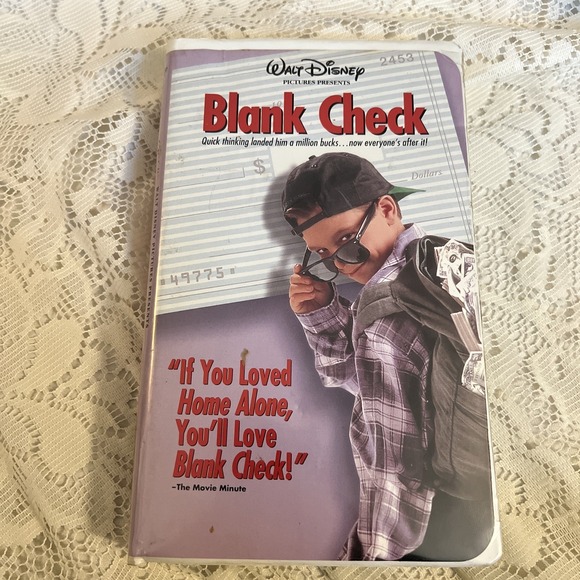 2453
WALT DISNEY
PICTURES PRESENTS
Blank Check
Quick thinking landed him a million bucks...now everyone's after it!
$
Dollars
49775
"If You Loved
Home Alone,
You'll Love
Blank Check!"
–The Movie Minute